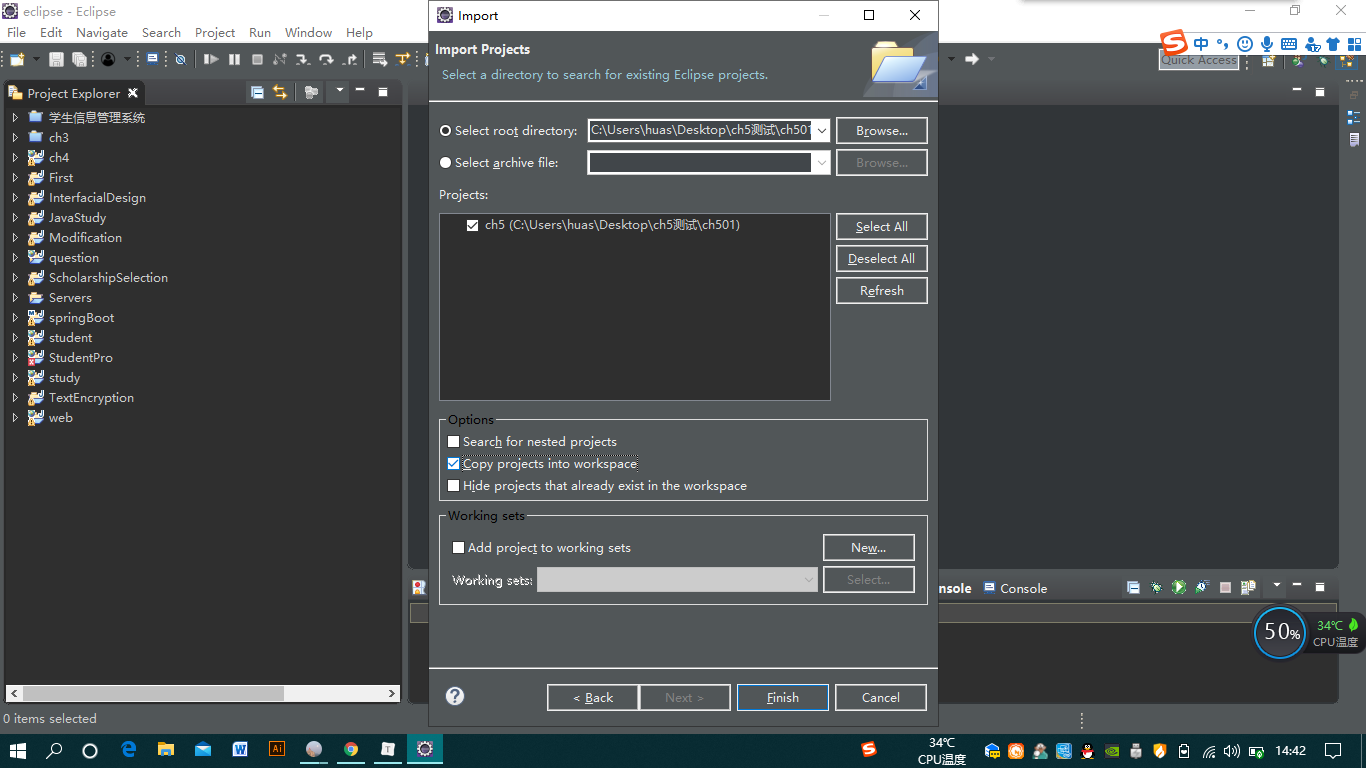 eclipse - Eclipse
File Edit Navigate Search Project Run Window Help
Quick Access
中
Project Explorer
学生信息管理系统
ch3
ch4
First
InterfacialDesign
JavaStudy
Modification
question
ScholarshipSelection
Servers
springBoot
student
StudentPro
study
TextEncryption
web
0 items selected
Import
Import Projects
Select a directory to search for existing Eclipse projects.
Select root directory: C:\Users\huas\Desktop\ch5测试\ch501 Browse...
Select archive file: Browse...
Projects:
ch5 (C:\Users\huas\Desktop\ch5测试\ch501)
Select All
Deselect All
Refresh
Options
Search for nested projects
Copy projects into workspace
Hide projects that already exist in the workspace
Working sets
Add project to working sets New...
Working sets: Select...
< Back Next > Finish Cancel
nsole Console
50% 34℃
CPU温度
34℃
CPU温度
14:42